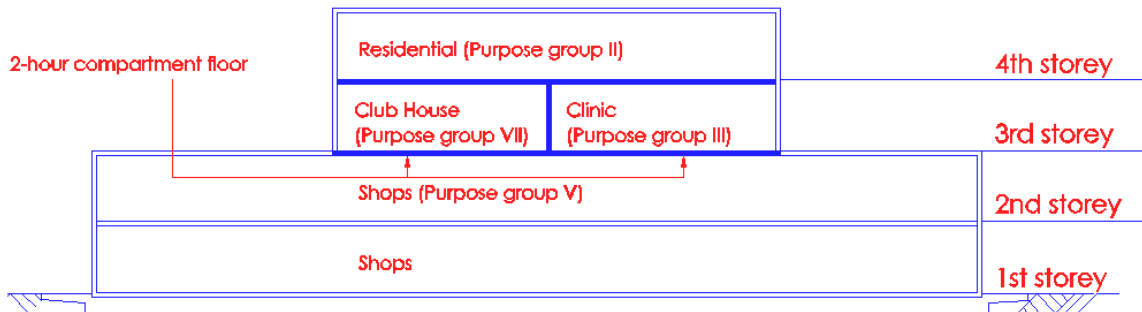 Residential (Purpose group II)
2-hour compartment floor
4th storey
Club House
(Purpose group VII)
Clinic
(Purpose group III)
3rd storey
Shops (Purpose group V)
2nd storey
Shops
1st storey